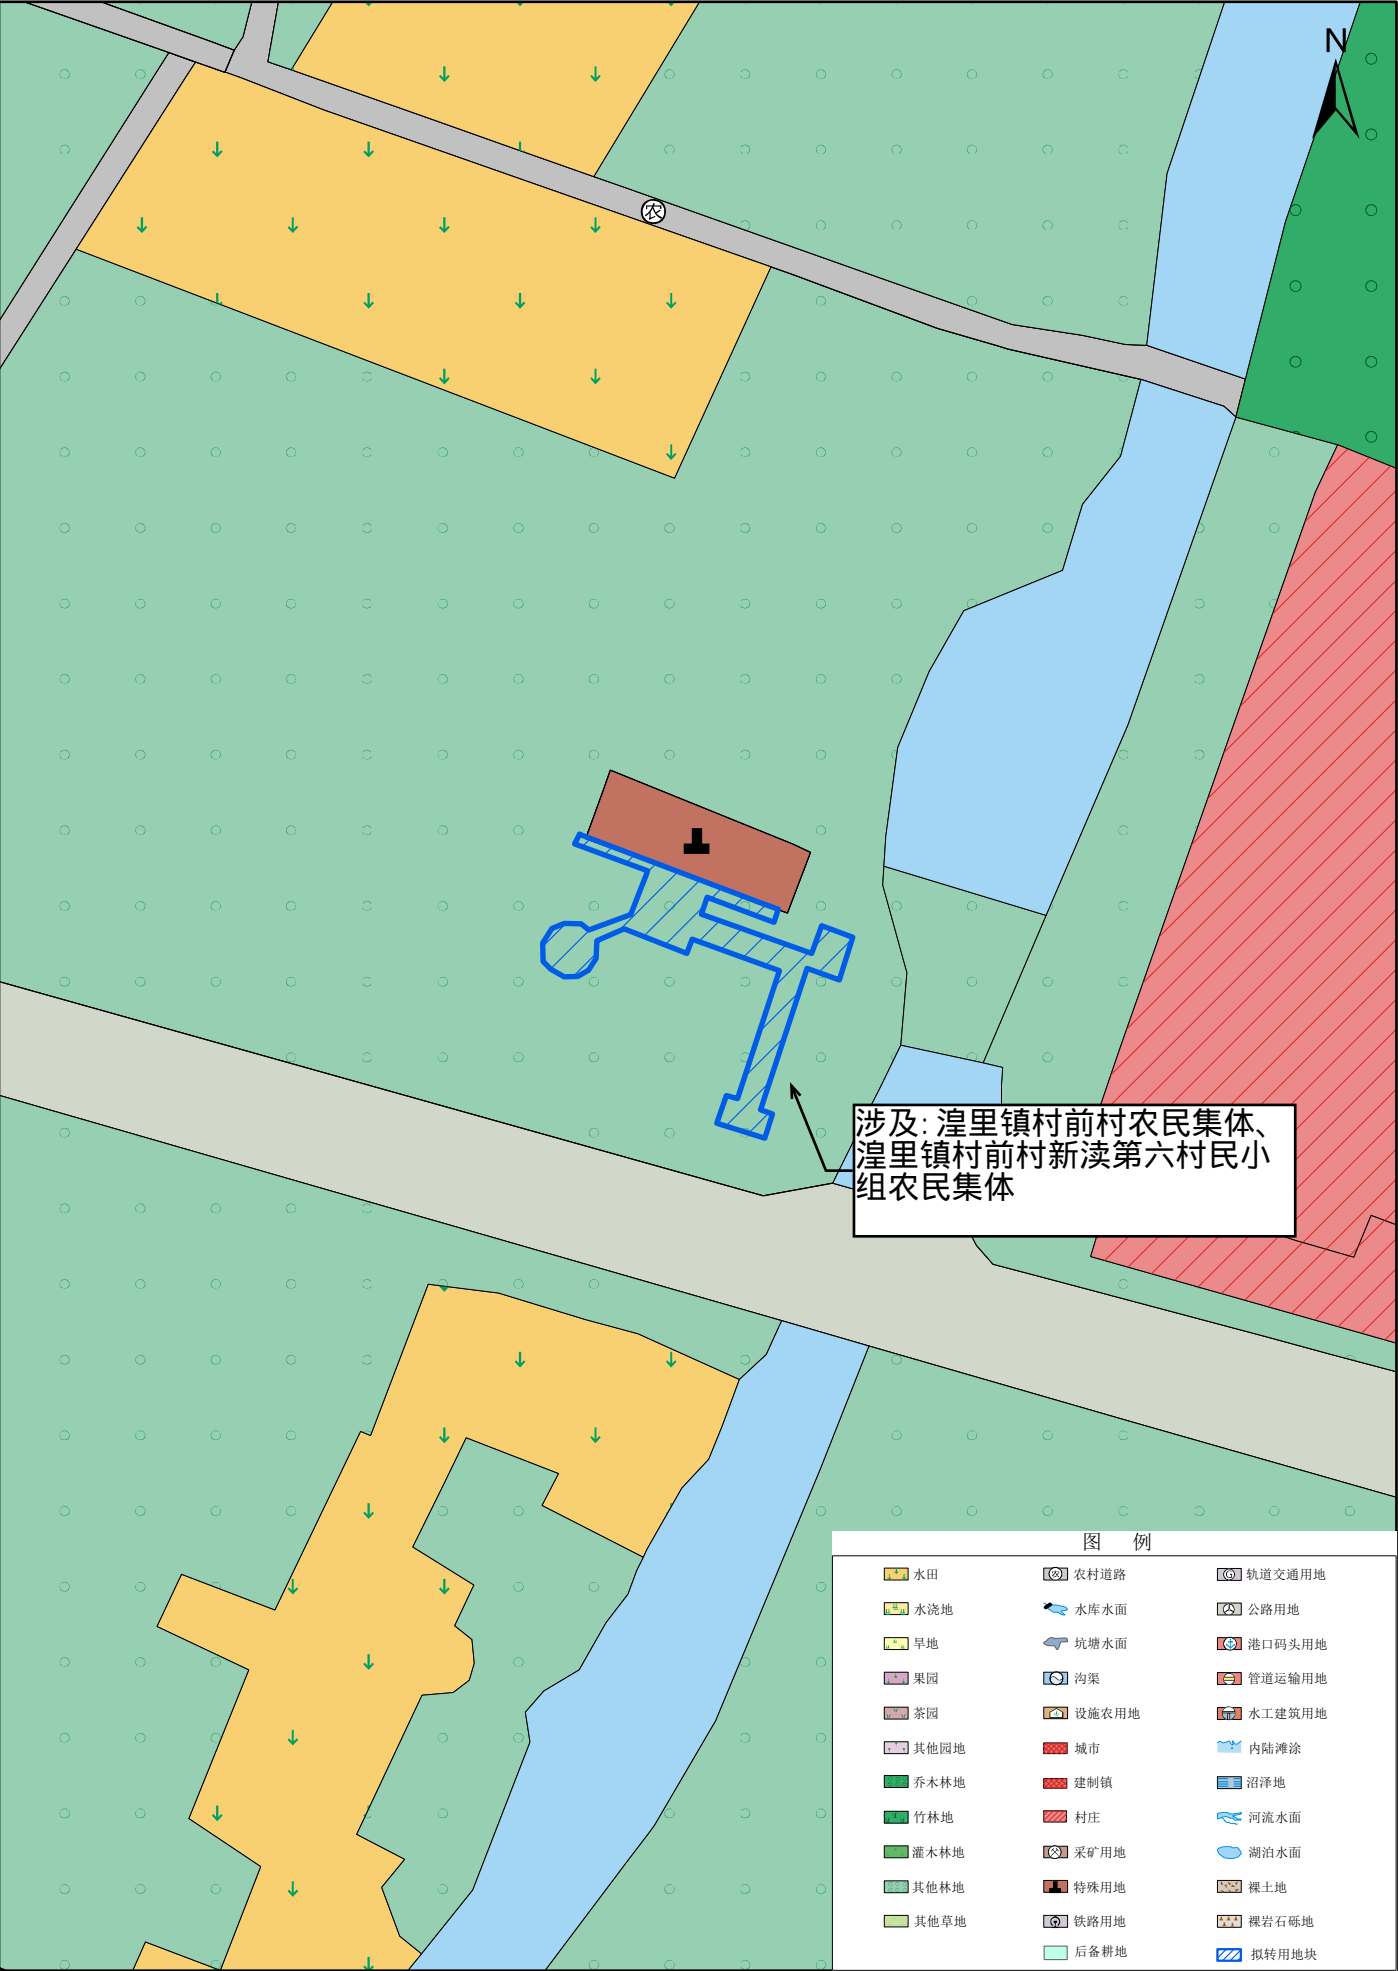 N
农
涉及:湟里镇村前村农民集体、
湟里镇村前村新渎第六村民小
组农民集体
图 例
水田
农村道路
轨道交通用地
水浇地
水库水面
公路用地
旱地
坑塘水面
港口码头用地
果园
沟渠
管道运输用地
茶园
设施农用地
水工建筑用地
其他园地
城市
内陆滩涂
乔木林地
建制镇
沼泽地
竹林地
村庄
河流水面
灌木林地
采矿用地
湖泊水面
其他林地
特殊用地
裸土地
其他草地
铁路用地
裸岩石砾地
后备耕地
拟转用地块